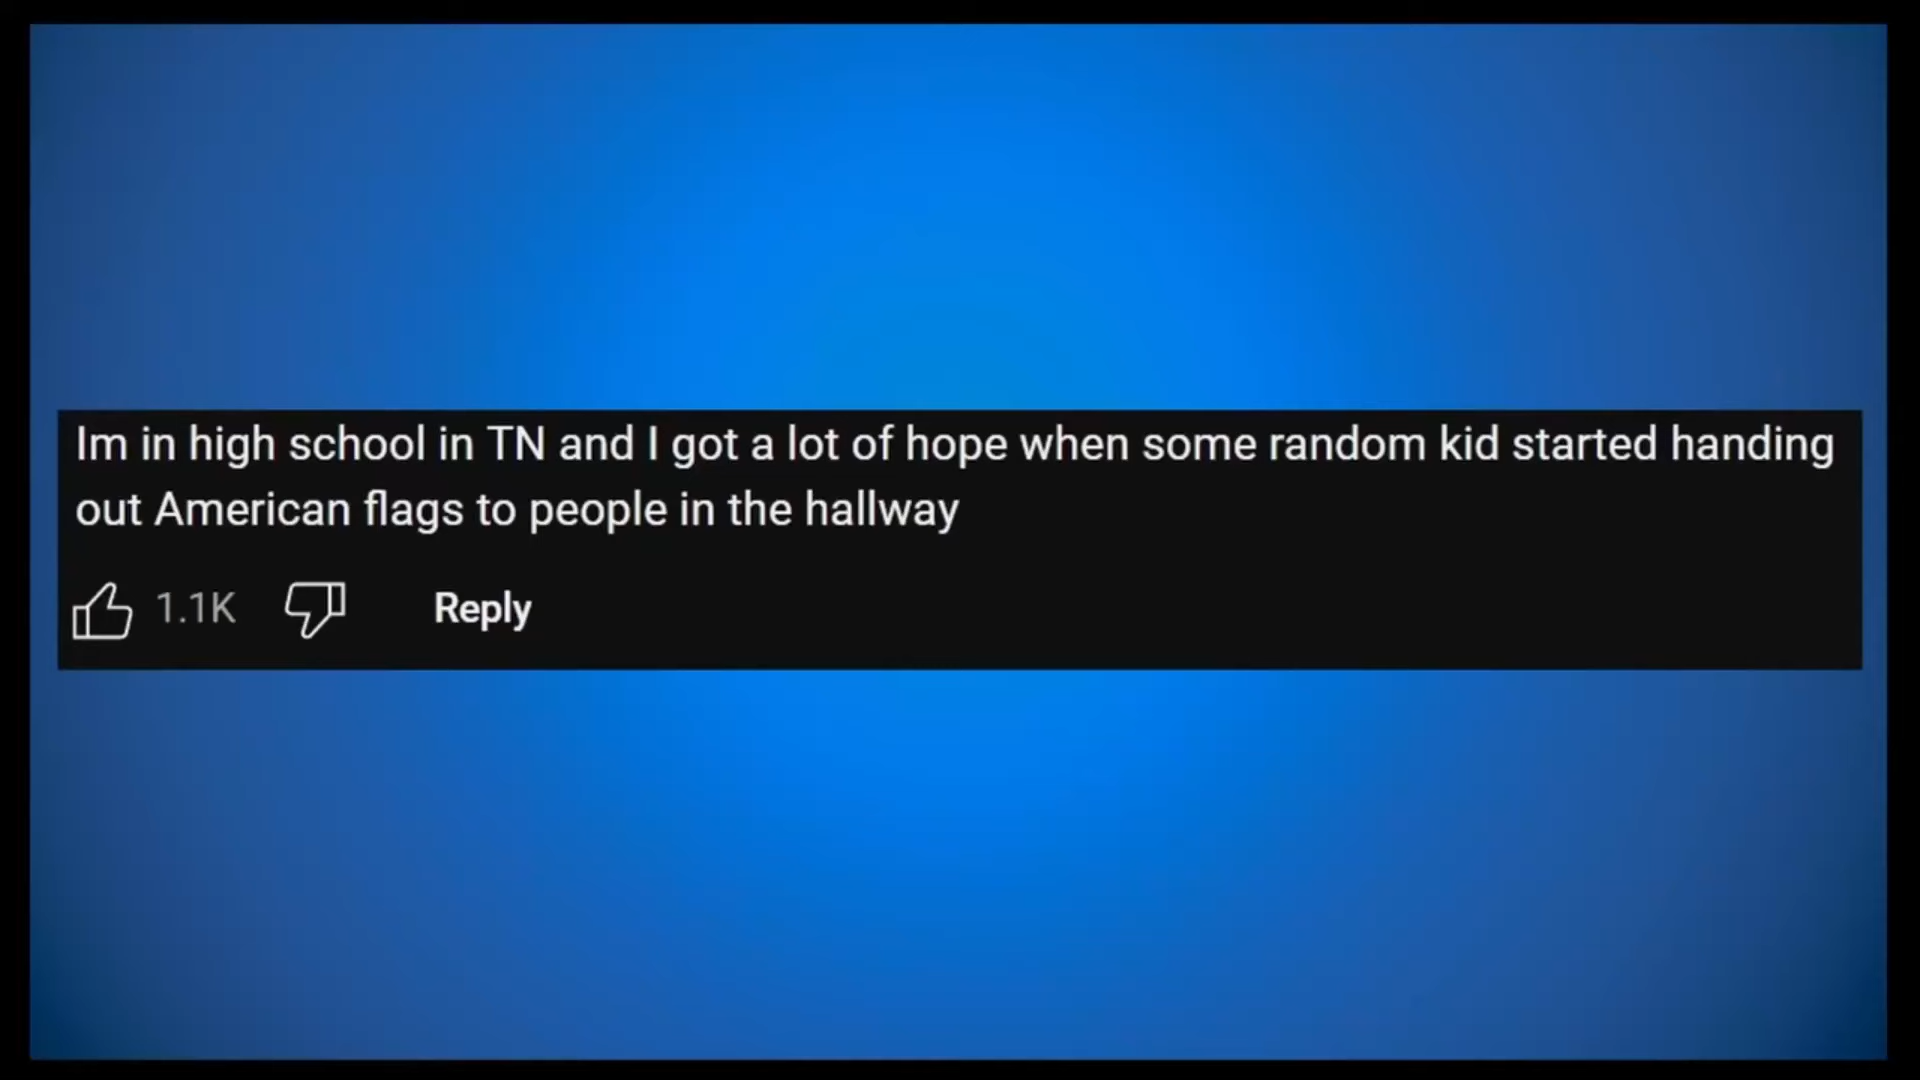 Im in high school in TN and I got a lot of hope when some random kid started handing
out American flags to people in the hallway
1.1K Reply